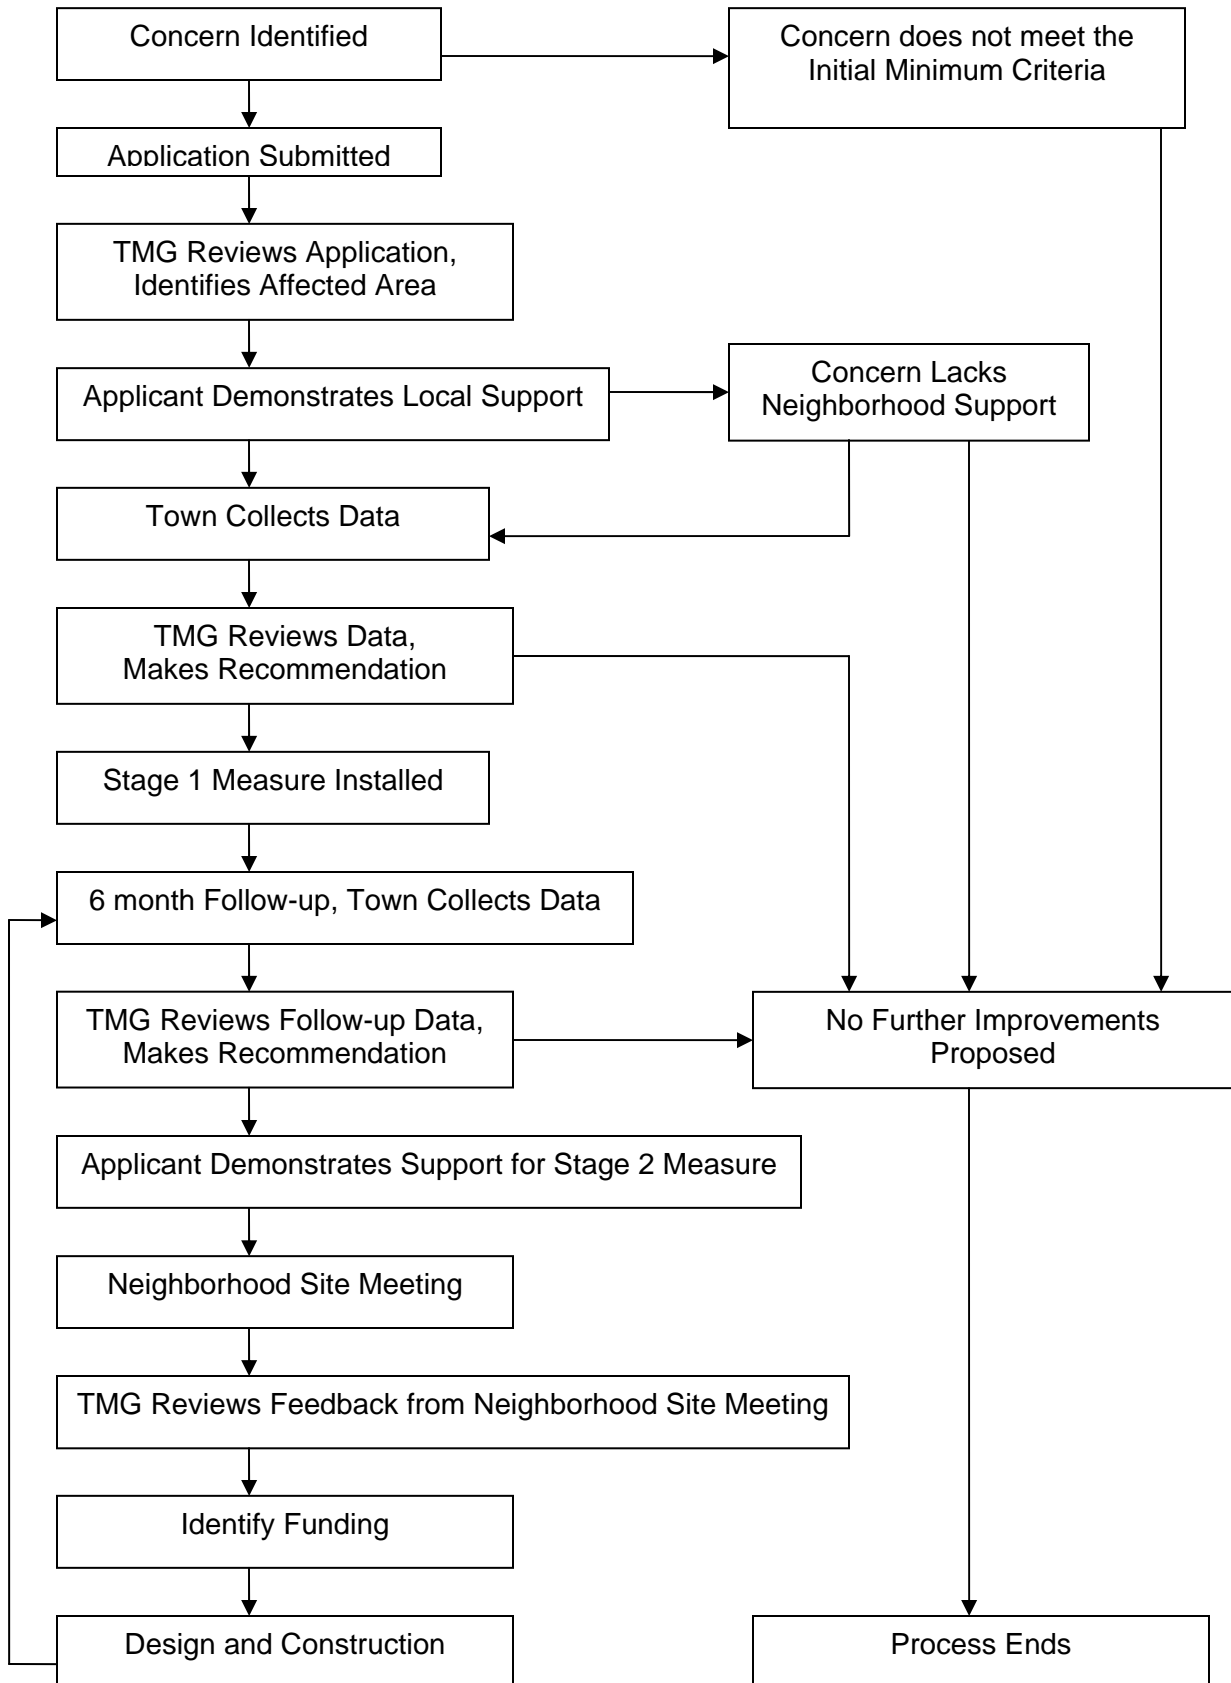 Concern Identified
Concern does not meet the
Initial Minimum Criteria
Application Submitted
TMG Reviews Application,
Identifies Affected Area
Applicant Demonstrates Local Support
Concern Lacks
Neighborhood Support
Town Collects Data
TMG Reviews Data,
Makes Recommendation
Stage 1 Measure Installed
6 month Follow-up, Town Collects Data
TMG Reviews Follow-up Data,
Makes Recommendation
No Further Improvements
Proposed
Applicant Demonstrates Support for Stage 2 Measure
Neighborhood Site Meeting
TMG Reviews Feedback from Neighborhood Site Meeting
Identify Funding
Design and Construction
Process Ends